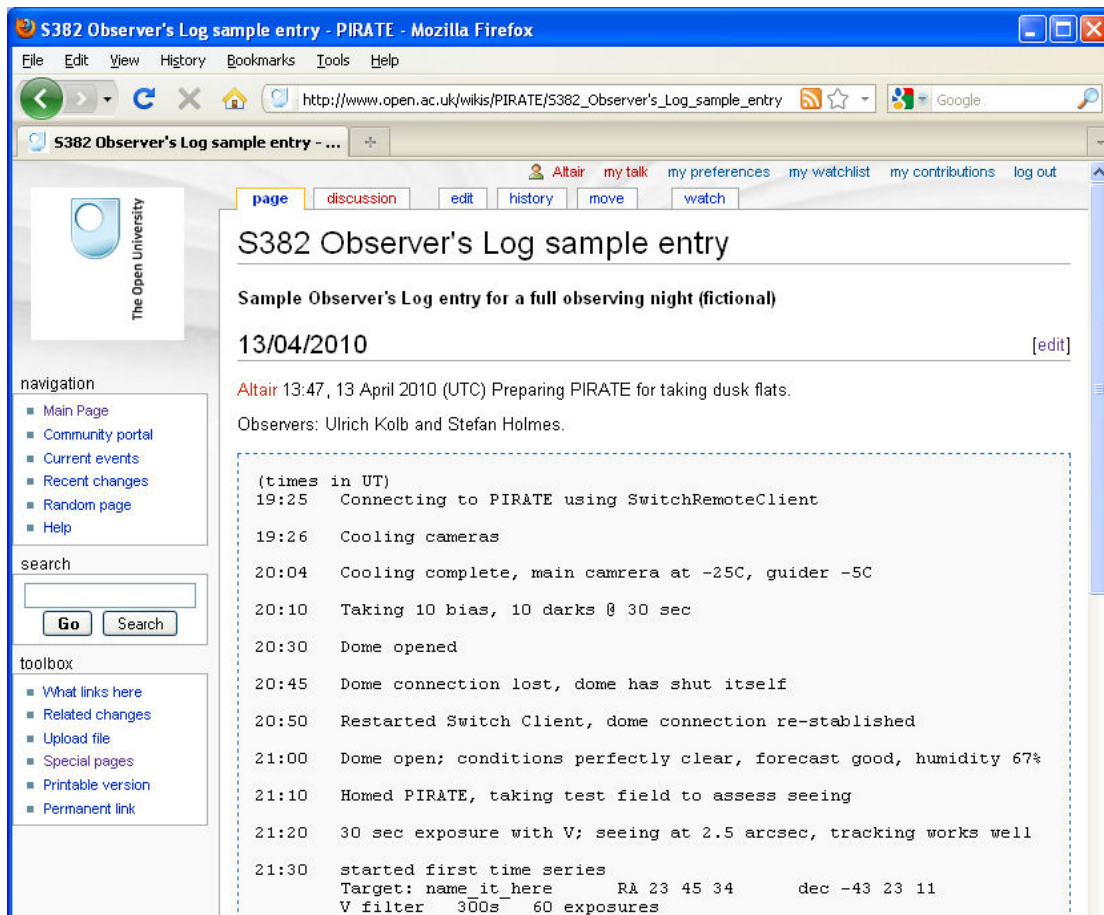 S382 Observer's Log sample entry - PIRATE - Mozilla Firefox
File Edit View History Bookmarks Tools Help
http://www.open.ac.uk/wikis/PIRATE/S382_Observer's_Log_sample_entry
Google
S382 Observer's Log sample entry - ...
Altair my talk my preferences my watchlist my contributions log out
page discussion edit history move watch
The Open University
S382 Observer's Log sample entry
Sample Observer's Log entry for a full observing night (fictional)
13/04/2010 [edit]
Altair 13:47, 13 April 2010 (UTC) Preparing PIRATE for taking dusk flats.
Observers: Ulrich Kolb and Stefan Holmes.
navigation
Main Page
Community portal
Current events
Recent changes
Random page
Help
search
Go Search
toolbox
What links here
Related changes
Upload file
Special pages
Printable version
Permanent link
(times in UT)
19:25 Connecting to PIRATE using SwitchRemoteClient
19:26 Cooling cameras
20:04 Cooling complete, main camrera at -25C, guider -5C
20:10 Taking 10 bias, 10 darks @ 30 sec
20:30 Dome opened
20:45 Dome connection lost, dome has shut itself
20:50 Restarted Switch Client, dome connection re-stablished
21:00 Dome open; conditions perfectly clear, forecast good, humidity 67%
21:10 Homed PIRATE, taking test field to assess seeing
21:20 30 sec exposure with V; seeing at 2.5 arcsec, tracking works well
21:30 started first time series
Target: name_it_here RA 23 45 34 dec -43 23 11
V filter 300s 60 exposures